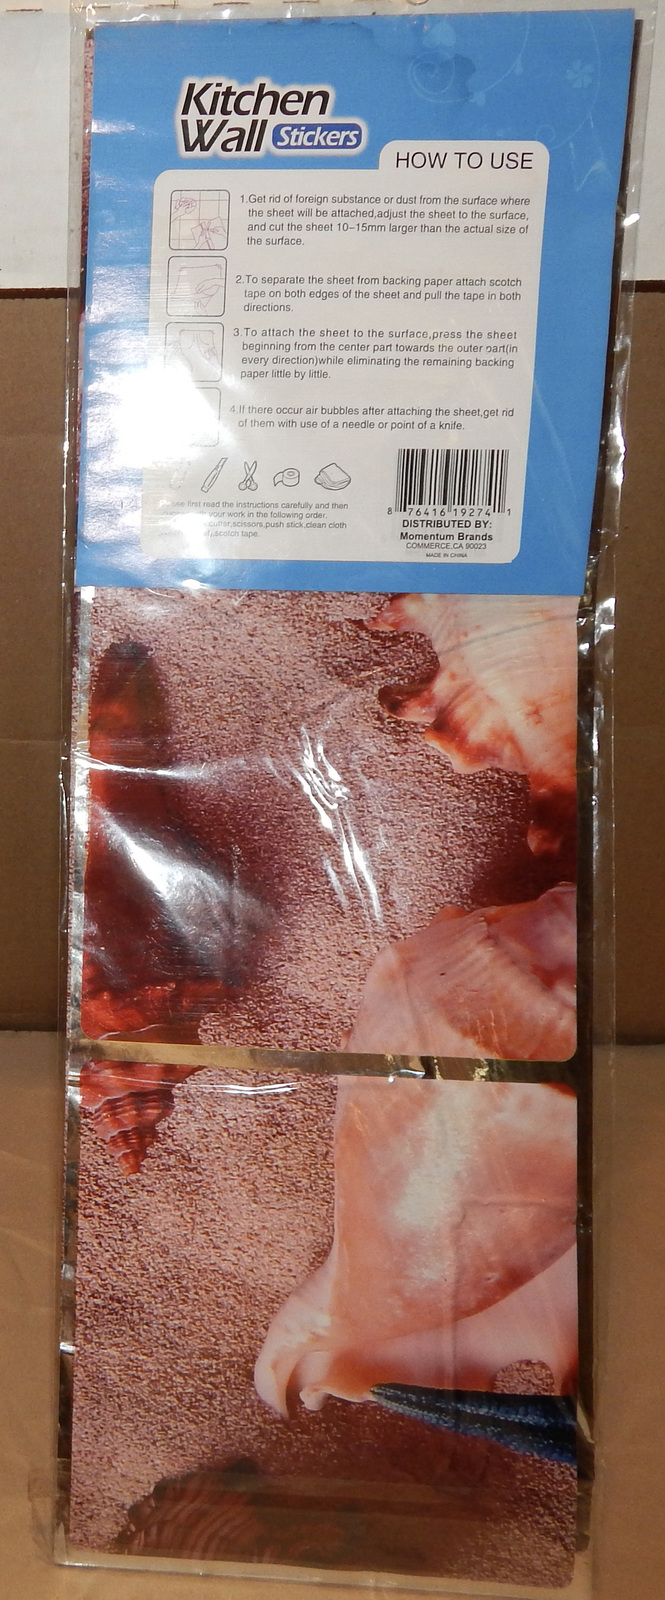 Kitchen
Wall Stickers
HOW TO USE
1.Get rid of foreign substance or dust from the surface where
the sheet will be attached,adjust the sheet to the surface,
and cut the sheet 10-15mm larger than the actual size of
the surface.
2.To separate the sheet from backing paper attach scotch
tape on both edges of the sheet and pull the tape in both
directions.
3.To attach the sheet to the surface,press the sheet
beginning from the center part towards the outer part(in
every direction)while eliminating the remaining backing
paper little by little.
4.If there occur air bubbles after attaching the sheet,get rid
of them with use of a needle or point of a knife.
first read the instructions carefully and then
your work in the following order.
cutter,scissors,push stick,clean cloth
,scotch tape.
8 76416 19274 1
DISTRIBUTED BY:
Momentum Brands
COMMERCE,CA 90023
MADE IN CHINA